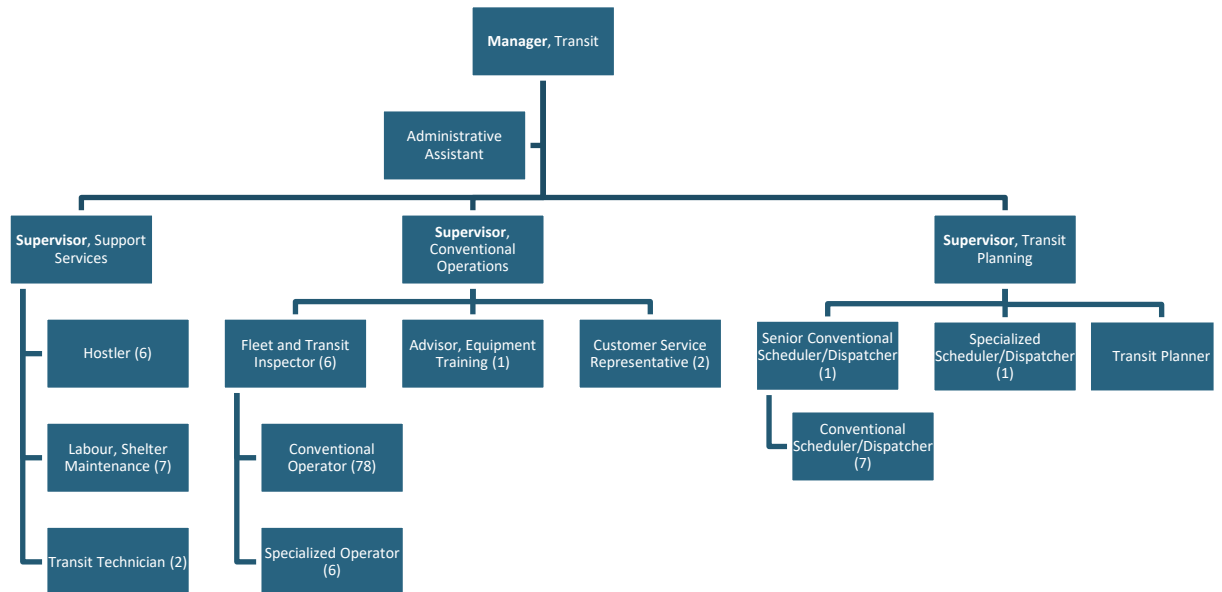 Manager, Transit
Administrative
Assistant
Supervisor, Support
Services
Supervisor,
Conventional
Operations
Supervisor, Transit
Planning
Hostler (6)
Labour, Shelter
Maintenance (7)
Transit Technician (2)
Fleet and Transit
Inspector (6)
Conventional
Operator (78)
Specialized Operator
(6)
Advisor, Equipment
Training (1)
Customer Service
Representative (2)
Senior Conventional
Scheduler/Dispatcher
(1)
Conventional
Scheduler/Dispatcher
(7)
Specialized
Scheduler/Dispatcher
(1)
Transit Planner